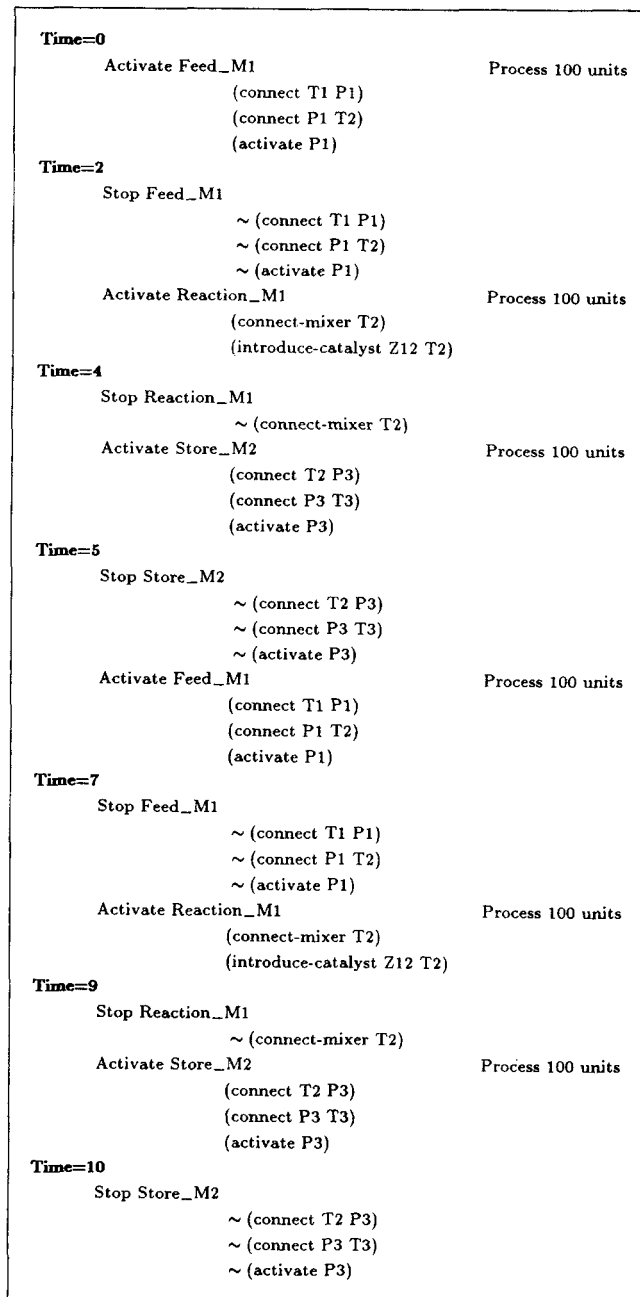 Time=0
Activate Feed_M1 Process 100 units
(connect T1 P1)
(connect P1 T2)
(activate P1)
Time=2
Stop Feed_M1
~ (connect T1 P1)
~ (connect P1 T2)
~ (activate P1)
Activate Reaction_M1 Process 100 units
(connect-mixer T2)
(introduce-catalyst Z12 T2)
Time=4
Stop Reaction_M1
~ (connect-mixer T2)
Activate Store_M2 Process 100 units
(connect T2 P3)
(connect P3 T3)
(activate P3)
Time=5
Stop Store_M2
~ (connect T2 P3)
~ (connect P3 T3)
~ (activate P3)
Activate Feed_M1 Process 100 units
(connect T1 P1)
(connect P1 T2)
(activate P1)
Time=7
Stop Feed_M1
~ (connect T1 P1)
~ (connect P1 T2)
~ (activate P1)
Activate Reaction_M1 Process 100 units
(connect-mixer T2)
(introduce-catalyst Z12 T2)
Time=9
Stop Reaction_M1
~ (connect-mixer T2)
Activate Store_M2 Process 100 units
(connect T2 P3)
(connect P3 T3)
(activate P3)
Time=10
Stop Store_M2
~ (connect T2 P3)
~ (connect P3 T3)
~ (activate P3)